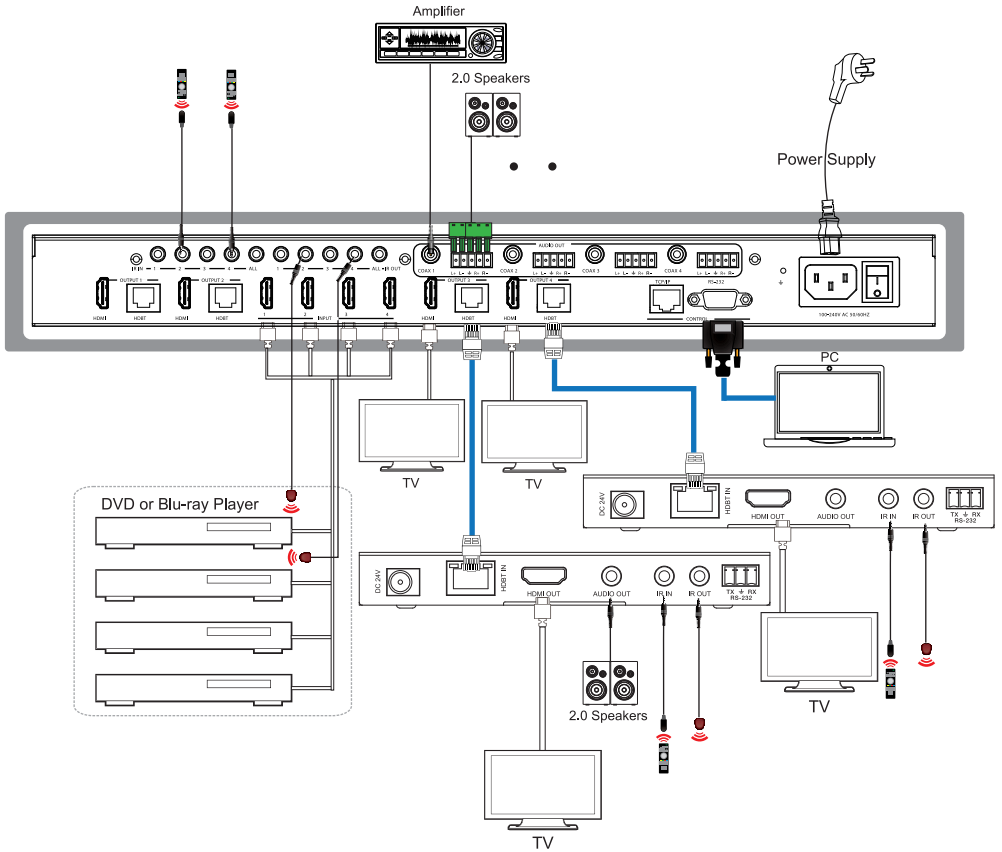 Amplifier
2.0 Speakers
Power Supply
AUDIO OUT
IR IN 1 2 3 4 ALL 1 2 3 4 ALL IR OUT
COAX 1 L+ L- R+ R- COAX 2 L+ L- R+ R- COAX 3 L+ L- R+ R- COAX 4 L+ L- R+ R-
OUTPUT 1 OUTPUT 2 OUTPUT 3 OUTPUT 4 TCP/IP RS-232
HDMI HDBT HDMI HDBT 1 2 INPUT 3 4 HDMI HDBT HDMI HDBT CONTROL
100-240V AC 50/60HZ
PC
TV
TV
DVD or Blu-ray Player
DC 24V
HDBT IN
HDMI OUT AUDIO OUT IR IN IR OUT TX RX
RS-232
DC 24V
HDBT IN
HDMI OUT AUDIO OUT IR IN IR OUT TX RX
RS-232
2.0 Speakers
TV
TV